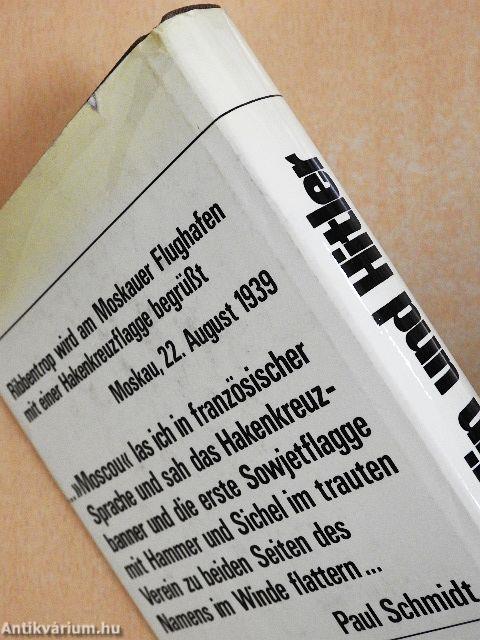 Ribbentrop wird am Moskauer Flughafen
mit einer Hakenkreuzflagge begrüßt
Moskau, 22. August 1939
...»Moscou« las ich in französischer
Sprache und sah das Hakenkreuz-
banner und die erste Sowjetflagge
mit Hammer und Sichel im trauten
Verein zu beiden Seiten des
Namens im Winde flattern ...
Paul Schmidt
und Hitler
Antikvárium.hu